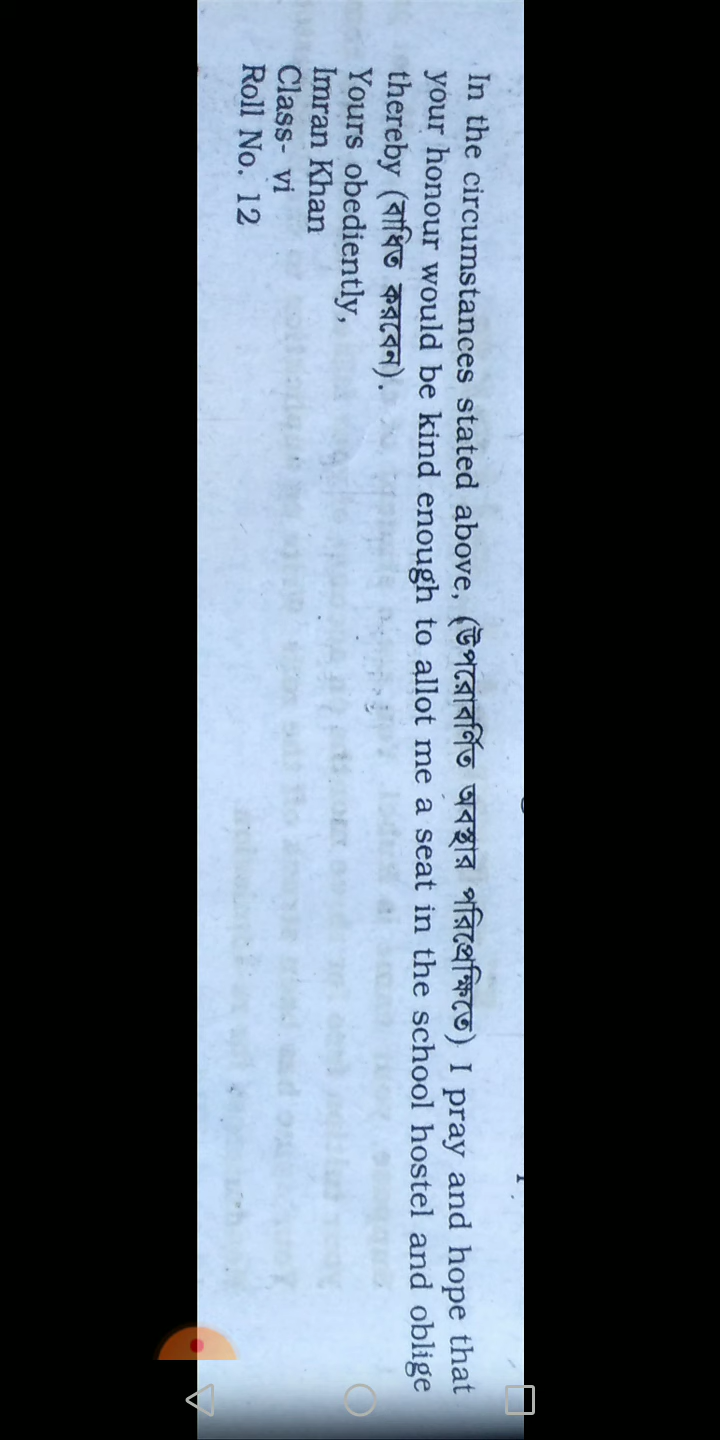 In the circumstances stated above, (উপরোবর্ণিত অবস্থার পরিপ্রেক্ষিতে) I pray and hope that
your honour would be kind enough to allot me a seat in the school hostel and oblige
thereby (বাধিত করবেন).
Yours obediently,
Imran Khan
Class- vi
Roll No. 12